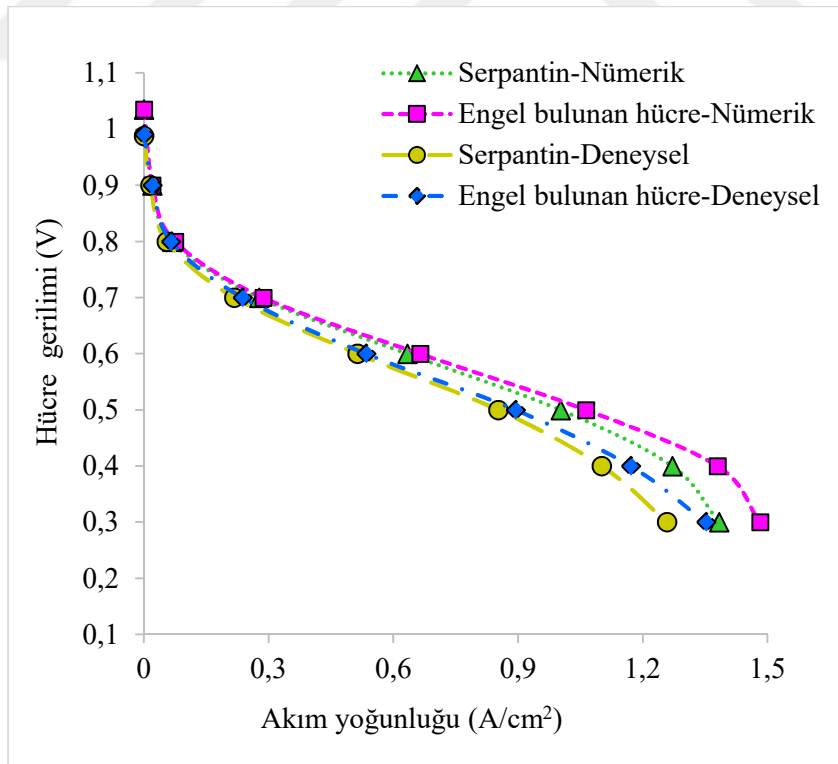 Serpantin-Nümerik
Engel bulunan hücre-Nümerik
Serpantin-Deneysel
Engel bulunan hücre-Deneysel
Hücre gerilimi (V)
1,1
1
0,9
0,8
0,7
0,6
0,5
0,4
0,3
0,2
0,1
0
0,3
0,6
0,9
1,2
1,5
Akım yoğunluğu (A/cm²)